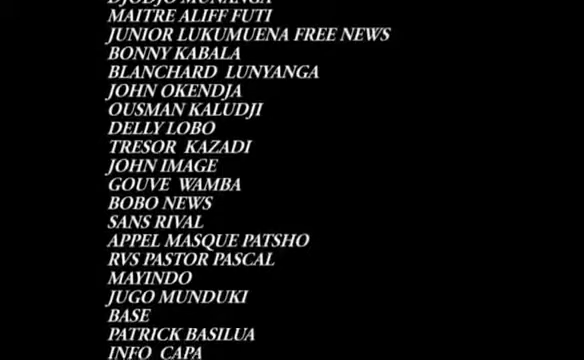 DJODJO MUNANGA
MAITRE ALIFF FUTI
JUNIOR LUKUMUENA FREE NEWS
BONNY KABALA
BLANCHARD LUNYANGA
JOHN OKENDJA
OUSMAN KALUDJI
DELLY LOBO
TRESOR KAZADI
JOHN IMAGE
GOUVE WAMBA
BOBO NEWS
SANS RIVAL
APPEL MASQUE PATSHO
RVS PASTOR PASCAL
MAYINDO
JUGO MUNDUKI
BASE
PATRICK BASILUA
INFO CAPA